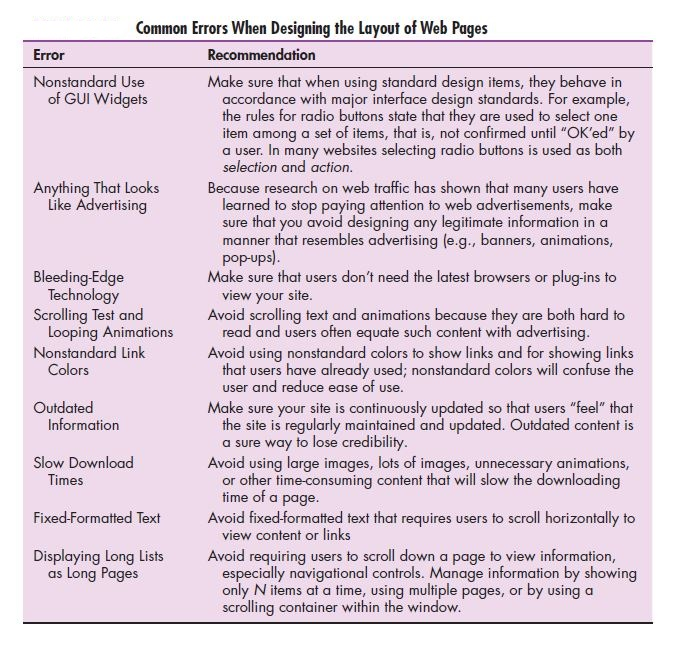 Common Errors When Designing the Layout of Web Pages
Error Recommendation
Nonstandard Use Make sure that when using standard design items, they behave in
of GUI Widgets accordance with major interface design standards. For example,
the rules for radio buttons state that they are used to select one
item among a set of items, that is, not confirmed until “OK’ed” by
a user. In many websites selecting radio buttons is used as both
selection and action.
Anything That Looks Because research on web traffic has shown that many users have
Like Advertising learned to stop paying attention to web advertisements, make
sure that you avoid designing any legitimate information in a
manner that resembles advertising (e.g., banners, animations,
pop-ups).
Bleeding-Edge Make sure that users don’t need the latest browsers or plug-ins to
Technology view your site.
Scrolling Test and Avoid scrolling text and animations because they are both hard to
Looping Animations read and users often equate such content with advertising.
Nonstandard Link Avoid using nonstandard colors to show links and for showing links
Colors that users have already used; nonstandard colors will confuse the
user and reduce ease of use.
Outdated Make sure your site is continuously updated so that users “feel” that
Information the site is regularly maintained and updated. Outdated content is
a sure way to lose credibility.
Slow Download Avoid using large images, lots of images, unnecessary animations,
Times or other time-consuming content that will slow the downloading
time of a page.
Fixed-Formatted Text Avoid fixed-formatted text that requires users to scroll horizontally to
view content or links
Displaying Long Lists Avoid requiring users to scroll down a page to view information,
as Long Pages especially navigational controls. Manage information by showing
only N items at a time, using multiple pages, or by using a
scrolling container within the window.